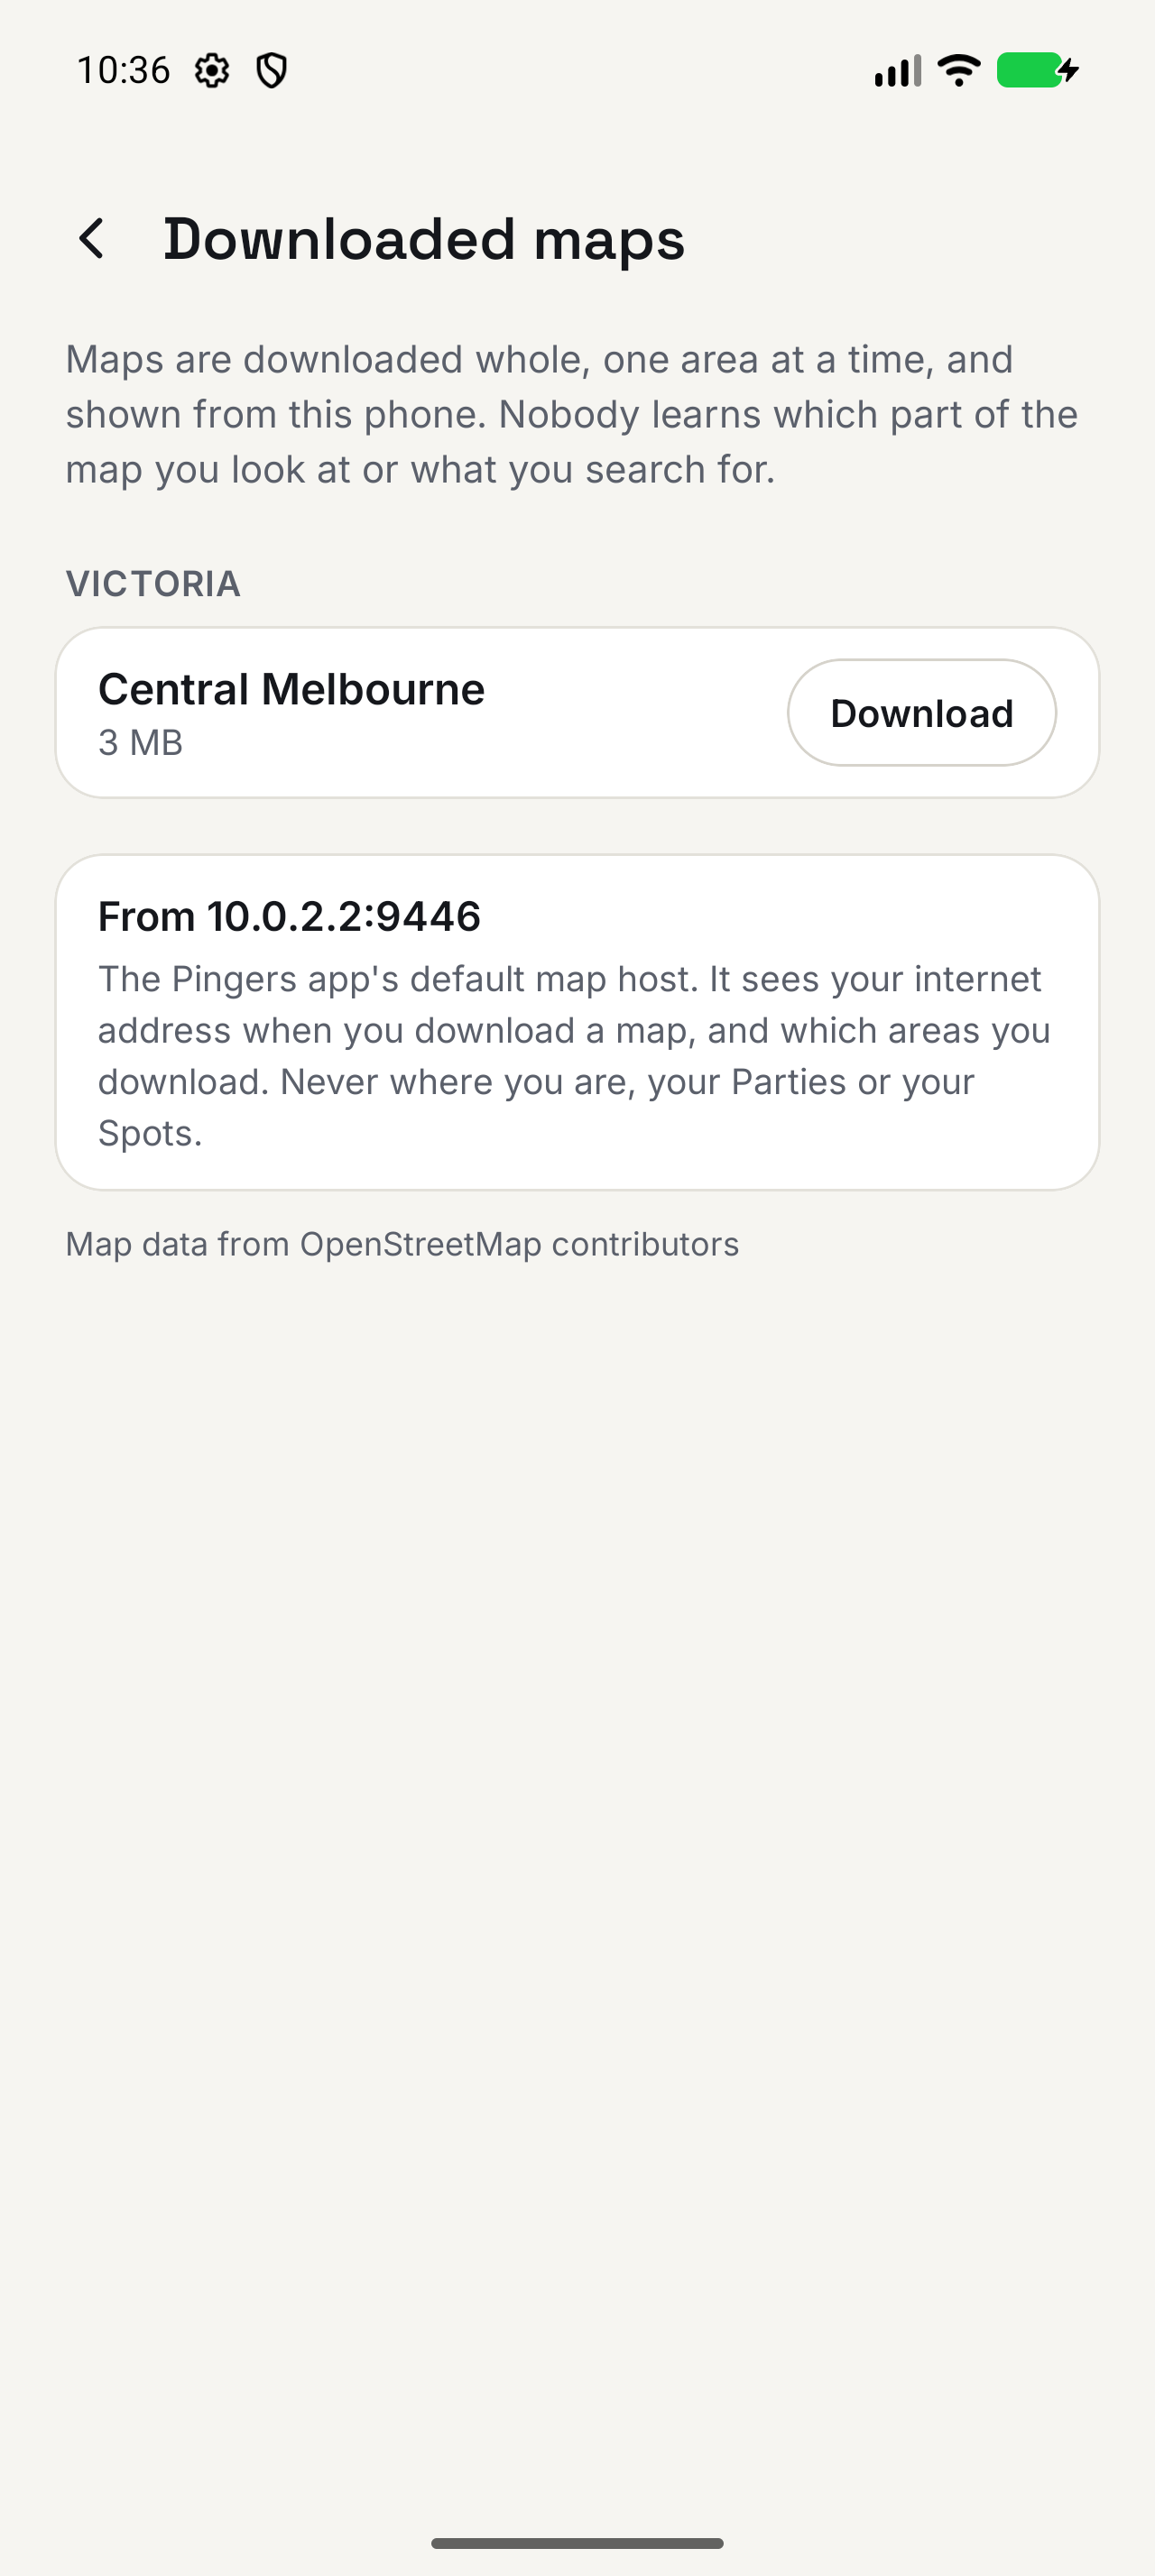 10:36
Downloaded maps
Maps are downloaded whole, one area at a time, and
shown from this phone. Nobody learns which part of the
map you look at or what you search for.
VICTORIA
Central Melbourne
3 MB
Download
From 10.0.2.2:9446
The Pingers app's default map host. It sees your internet
address when you download a map, and which areas you
download. Never where you are, your Parties or your
Spots.
Map data from OpenStreetMap contributors